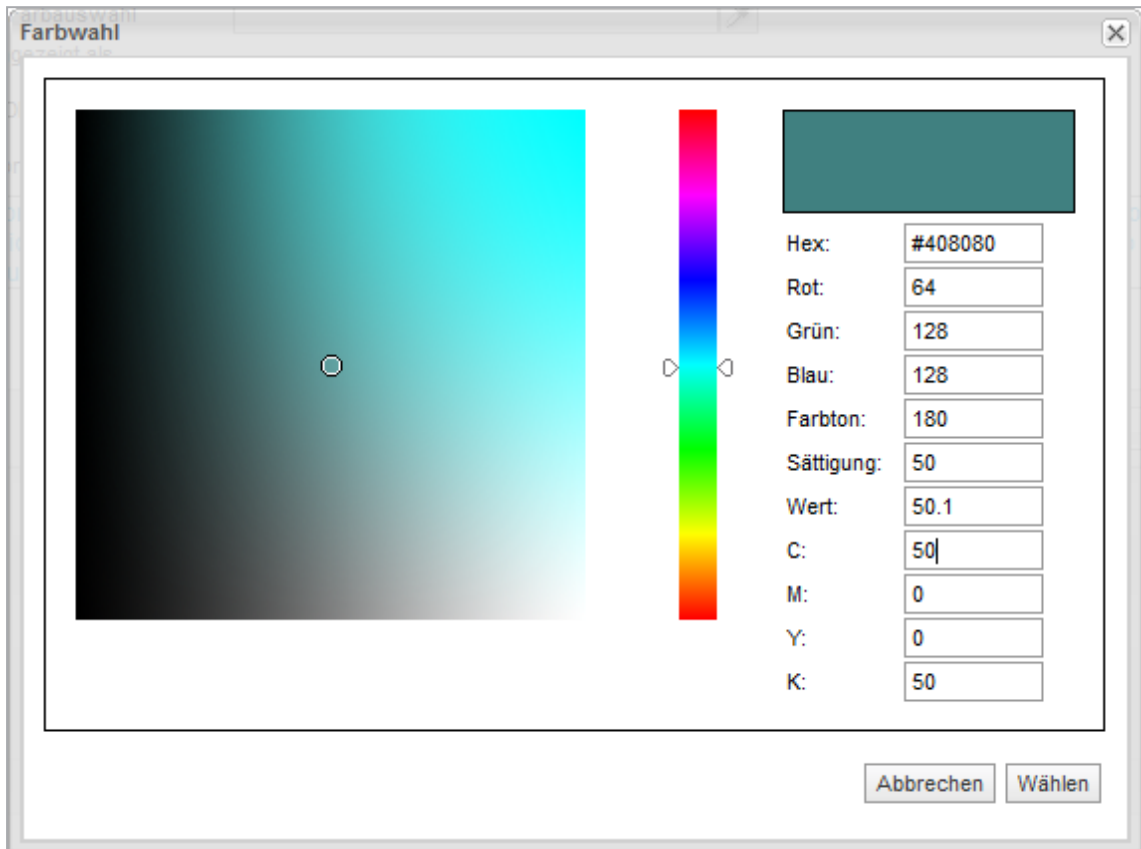 Farbwahl
Hex: #408080
Rot: 64
Grün: 128
Blau: 128
Farbton: 180
Sättigung: 50
Wert: 50.1
C: 50
M: 0
Y: 0
K: 50
Abbrechen Wählen